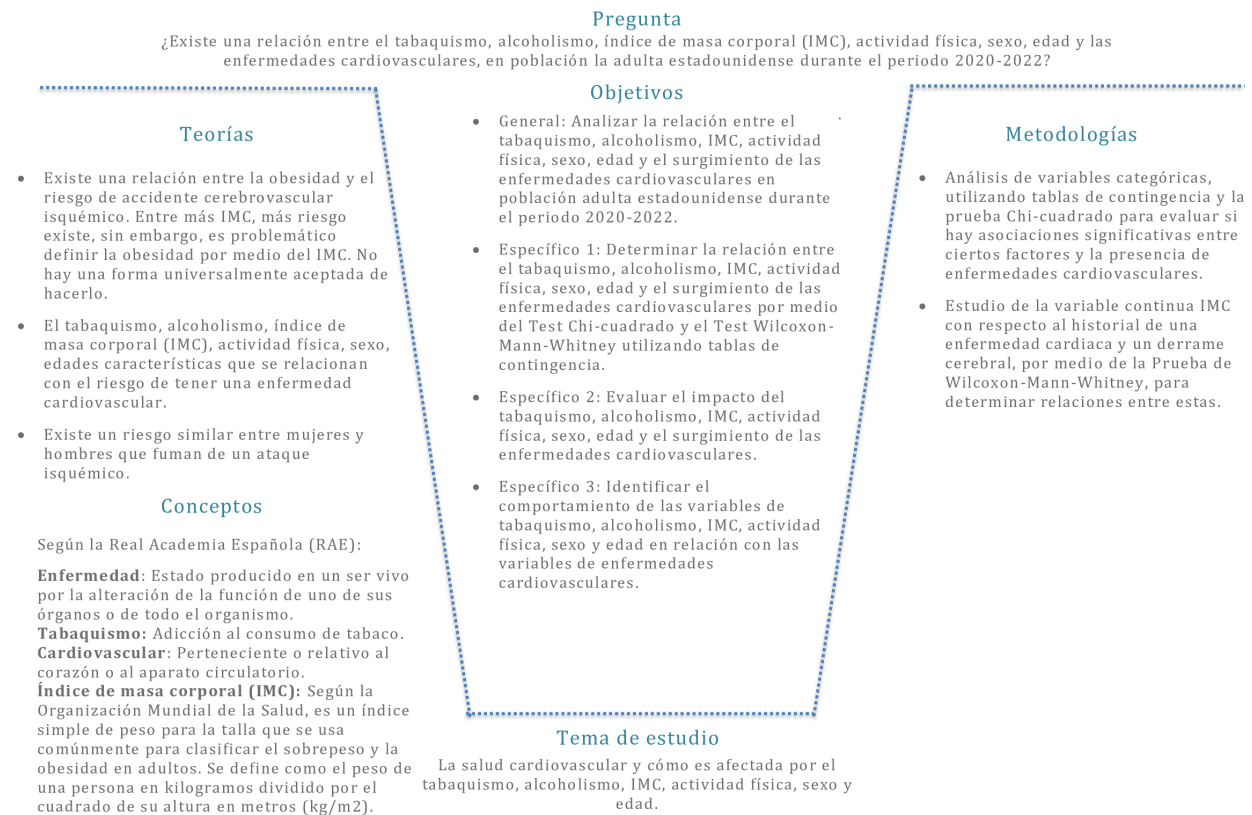 Pregunta
¿Existe una relación entre el tabaquismo, alcoholismo, índice de masa corporal (IMC), actividad física, sexo, edad y las
enfermedades cardiovasculares, en población la adulta estadounidense durante el periodo 2020-2022?
Teorías
Existe una relación entre la obesidad y el
riesgo de accidente cerebrovascular
isquémico. Entre más IMC, más riesgo
existe, sin embargo, es problemático
definir la obesidad por medio del IMC. No
hay una forma universalmente aceptada de
hacerlo.
El tabaquismo, alcoholismo, índice de
masa corporal (IMC), actividad física, sexo,
edades características que se relacionan
con el riesgo de tener una enfermedad
cardiovascular.
Existe un riesgo similar entre mujeres y
hombres que fuman de un ataque
isquémico.
Conceptos
Según la Real Academia Española (RAE):
Enfermedad: Estado producido en un ser vivo
por la alteración de la función de uno de sus
órganos o de todo el organismo.
Tabaquismo: Adicción al consumo de tabaco.
Cardiovascular: Perteneciente o relativo al
corazón o al aparato circulatorio.
Índice de masa corporal (IMC): Según la
Organización Mundial de la Salud, es un índice
simple de peso para la talla que se usa
comúnmente para clasificar el sobrepeso y la
obesidad en adultos. Se define como el peso de
una persona en kilogramos dividido por el
cuadrado de su altura en metros (kg/m2).
Objetivos
General: Analizar la relación entre el
tabaquismo, alcoholismo, IMC, actividad
física, sexo, edad y el surgimiento de las
enfermedades cardiovasculares en
población adulta estadounidense durante
el periodo 2020-2022.
Específico 1: Determinar la relación entre
el tabaquismo, alcoholismo, IMC, actividad
física, sexo, edad y el surgimiento de las
enfermedades cardiovasculares por medio
del Test Chi-cuadrado y el Test Wilcoxon-
Mann-Whitney utilizando tablas de
contingencia.
Específico 2: Evaluar el impacto del
tabaquismo, alcoholismo, IMC, actividad
física, sexo, edad y el surgimiento de las
enfermedades cardiovasculares.
Específico 3: Identificar el
comportamiento de las variables de
tabaquismo, alcoholismo, IMC, actividad
física, sexo y edad en relación con las
variables de enfermedades
cardiovasculares.
Metodologías
Análisis de variables categóricas,
utilizando tablas de contingencia y la
prueba Chi-cuadrado para evaluar si
hay asociaciones significativas entre
ciertos factores y la presencia de
enfermedades cardiovasculares.
Estudio de la variable continua IMC
con respecto al historial de una
enfermedad cardiaca y un derrame
cerebral, por medio de la Prueba de
Wilcoxon-Mann-Whitney, para
determinar relaciones entre estas.
Tema de estudio
La salud cardiovascular y cómo es afectada por el
tabaquismo, alcoholismo, IMC, actividad física, sexo y
edad.